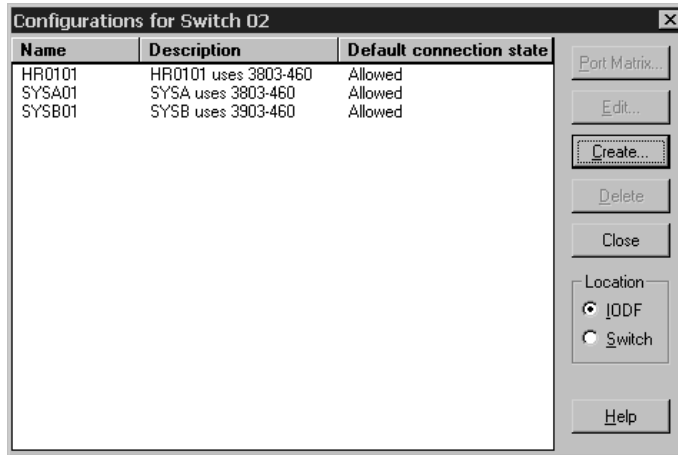 Configurations for Switch 02
Name Description Default connection state
HR0101 HR0101 uses 3803-460 Allowed
SYSA01 SYSA uses 3803-460 Allowed
SYSB01 SYSB uses 3903-460 Allowed
Port Matrix...
Edit...
Create...
Delete
Close
Location
IODF
Switch
Help